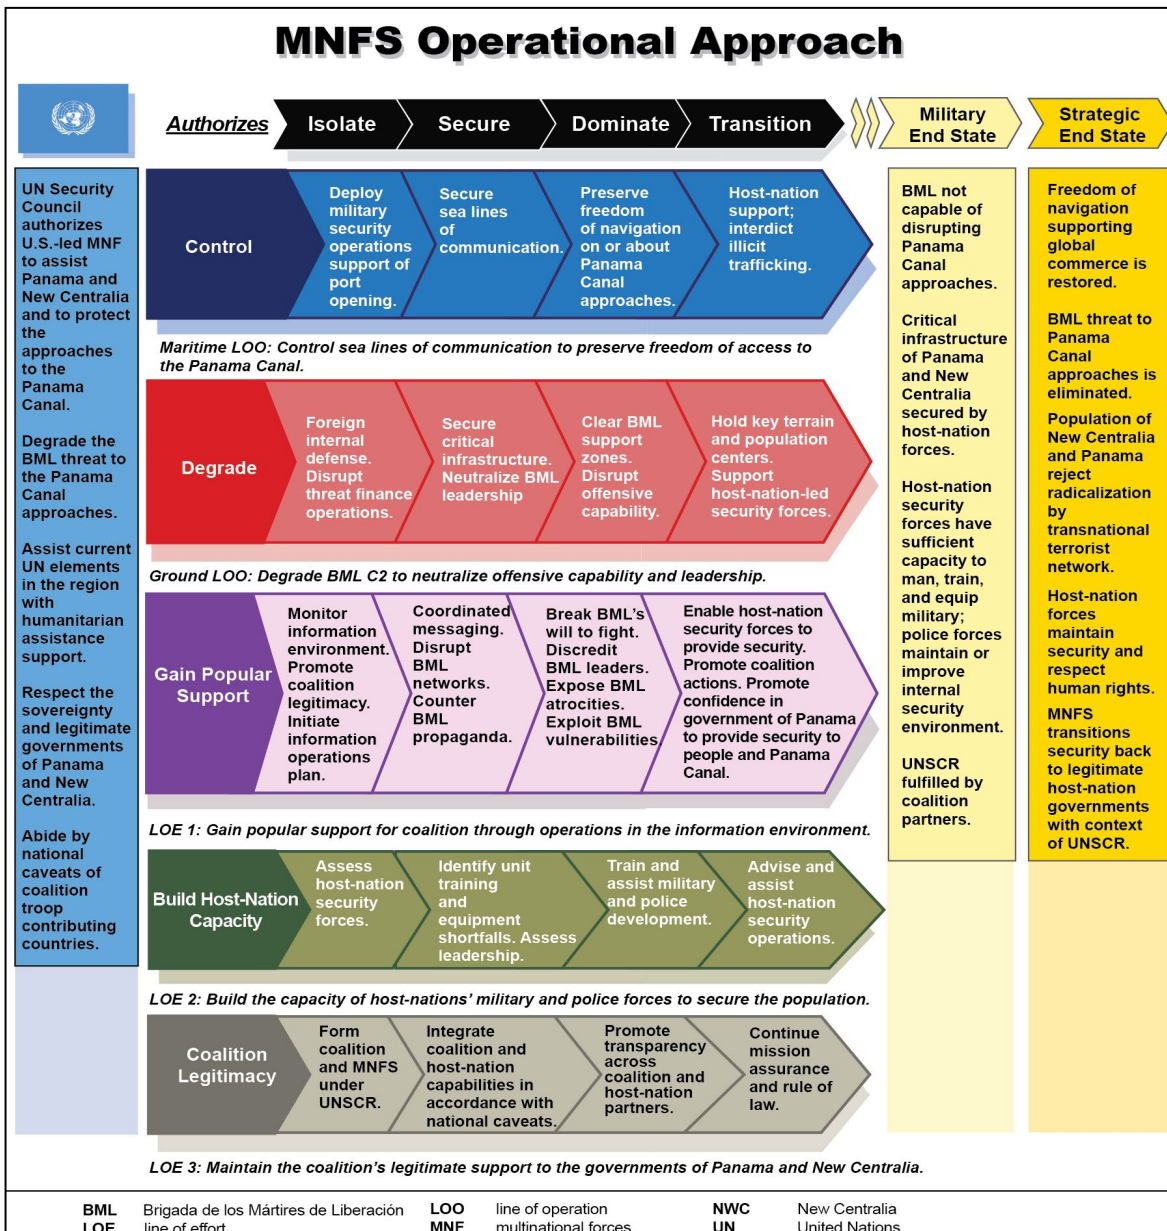 MNFS Operational Approach
Authorizes
Isolate
Secure
Dominate
Transition
Military
End State
Strategic
End State
UN Security
Council
authorizes
U.S.-led MNF
to assist
Panama and
New Centralia
and to protect
the
approaches
to the
Panama
Canal.
Degrade the
BML threat to
the Panama
Canal
approaches.
Assist current
UN elements
in the region
with
humanitarian
assistance
support.
Respect the
sovereignty
and legitimate
governments
of Panama
and New
Centralia.
Abide by
national
caveats of
coalition
troop
contributing
countries.
Control
Deploy
military
security
operations
support of
port
opening.
Secure
sea lines
of
communication.
Preserve
freedom
of navigation
on or about
Panama
Canal
approaches.
Host-nation
support;
interdict
illicit
trafficking.
Maritime LOO: Control sea lines of communication to preserve freedom of access to
the Panama Canal.
Degrade
Foreign
internal
defense.
Disrupt
threat finance
operations.
Secure
critical
infrastructure.
Neutralize BML
leadership
Clear BML
support
zones.
Disrupt
offensive
capability.
Hold key terrain
and population
centers.
Support
host-nation-led
security forces.
Ground LOO: Degrade BML C2 to neutralize offensive capability and leadership.
Gain Popular
Support
Monitor
information
environment.
Promote
coalition
legitimacy.
Initiate
information
operations
plan.
Coordinated
messaging.
Disrupt
BML
networks.
Counter
BML
propaganda.
Break BML's
will to fight.
Discredit
BML leaders.
Expose BML
atrocities.
Exploit BML
vulnerabilities.
Enable host-nation
security forces to
provide security.
Promote coalition
actions. Promote
confidence in
government of Panama
to provide security to
people and Panama
Canal.
LOE 1: Gain popular support for coalition through operations in the information environment.
Build Host-Nation
Capacity
Assess
host-nation
security
forces.
Identify unit
training
and
equipment
shortfalls. Assess
leadership.
Train and
assist military
and police
development.
Advise and
assist
host-nation
security
operations.
LOE 2: Build the capacity of host-nations' military and police forces to secure the population.
Coalition
Legitimacy
Form
coalition
and MNFS
under
UNSCR.
Integrate
coalition and
host-nation
capabilities in
accordance with
national caveats.
Promote
transparency
across
coalition and
host-nation
partners.
Continue
mission
assurance
and rule of
law.
LOE 3: Maintain the coalition's legitimate support to the governments of Panama and New Centralia.
BML not
capable of
disrupting
Panama
Canal
approaches.
Critical
infrastructure
of Panama
and New
Centralia
secured by
host-nation
forces.
Host-nation
security
forces have
sufficient
capacity to
man, train,
and equip
military;
police forces
maintain or
improve
internal
security
environment.
UNSCR
fulfilled by
coalition
partners.
Freedom of
navigation
supporting
global
commerce is
restored.
BML threat to
Panama
Canal
approaches is
eliminated.
Population of
New Centralia
and Panama
reject
radicalization
by
transnational
terrorist
network.
Host-nation
forces
maintain
security and
respect
human rights.
MNFS
transitions
security back
to legitimate
host-nation
governments
with context
of UNSCR.
BML Brigada de los Mártires de Liberación LOO line of operation NWC New Centralia
LOE line of effort MNF multinational forces UN United Nations